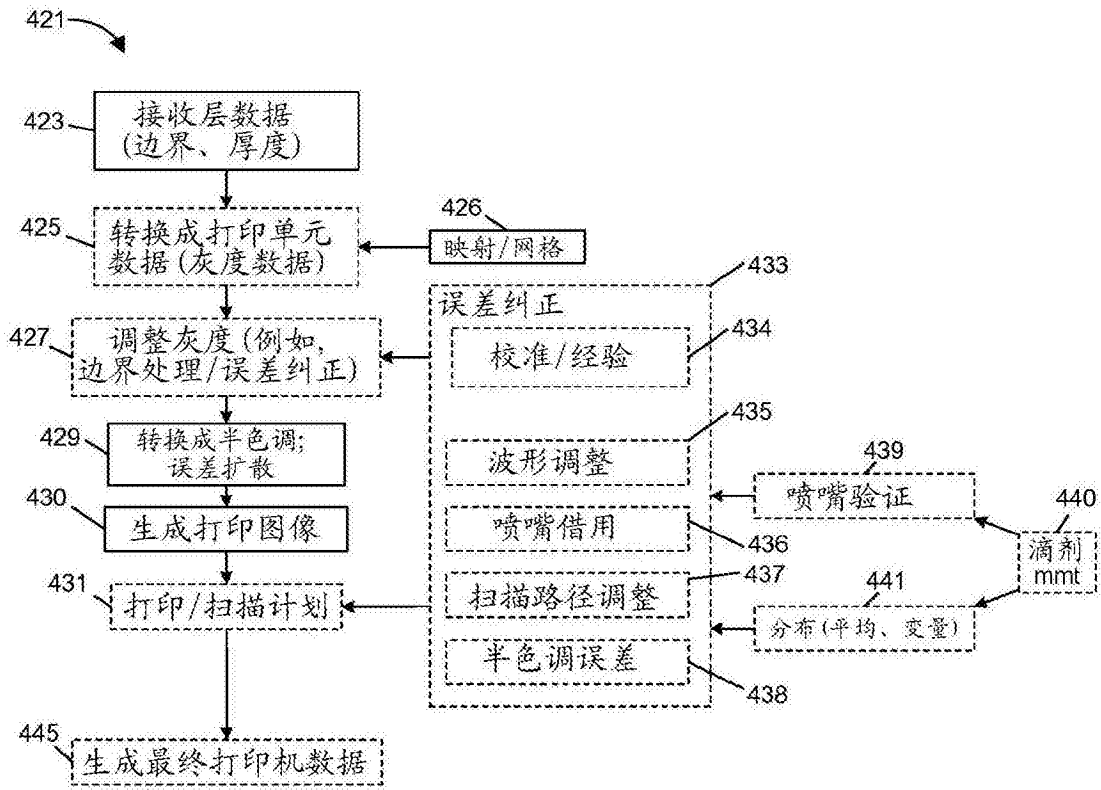 421
423
接收层数据
(边界、厚度)
425
转换成打印单元
数据(灰度数据)
426
映射/网格
427
调整灰度(例如,
边界处理/误差纠正)
429
转换成半色调;
误差扩散
430
生成打印图像
431
打印/扫描计划
445
生成最终打印机数据
433
误差纠正
434
校准/经验
435
波形调整
喷嘴借用
436
437
扫描路径调整
半色调误差
438
439
喷嘴验证
440
滴剂
mmt
441
分布(平均、变量)